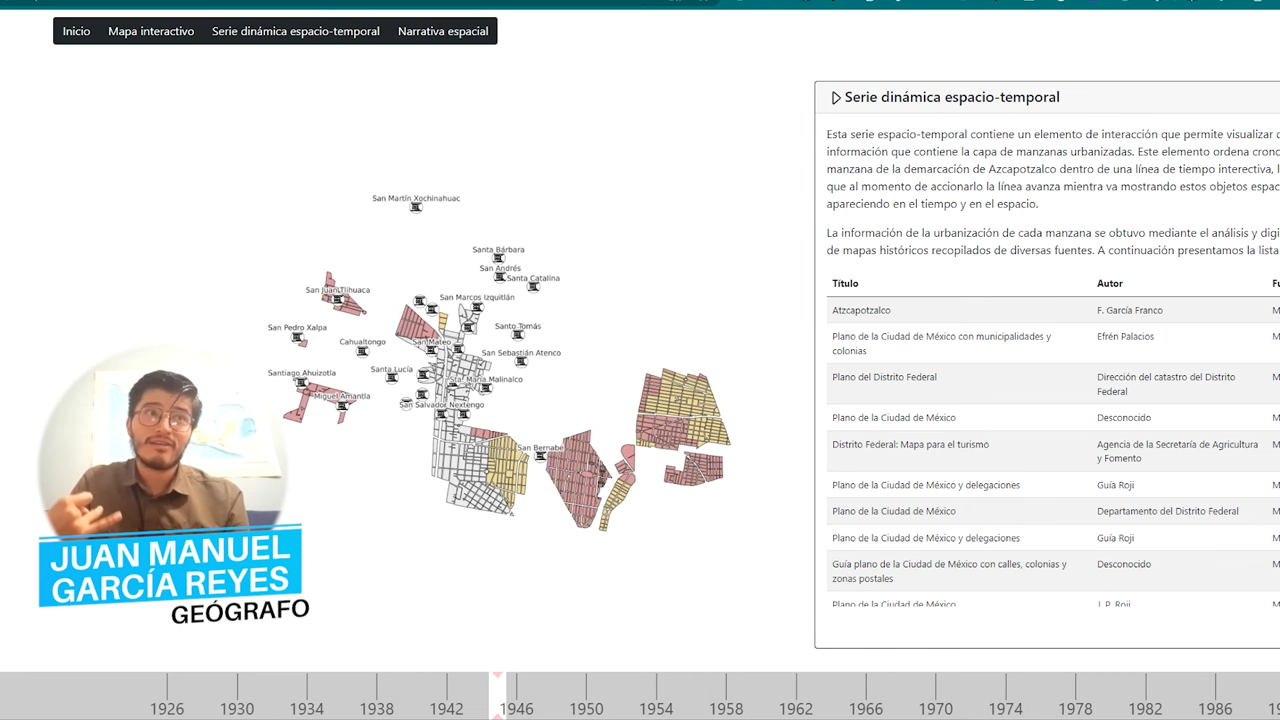 Inicio Mapa interactivo Serie dinámica espacio-temporal Narrativa espacial
Serie dinámica espacio-temporal
Esta serie espacio-temporal contiene un elemento de interacción que permite visualizar
información que contiene la capa de manzanas urbanizadas. Este elemento ordena
manzana de la demarcación de Azcapotzalco dentro de una línea de tiempo interectiva,
que al momento de accionarlo la línea avanza mientra va mostrando estos objetos
apareciendo en el tiempo y en el espacio.
La información de la urbanización de cada manzana se obtuvo mediante el análisis y
de mapas históricos recopilados de diversas fuentes. A continuación presentamos la lista
Título Autor
Atzcapotzalco F. García Franco
Plano de la Ciudad de México con municipalidades y
colonias
Efrén Palacios
Plano del Distrito Federal
Dirección del catastro del Distrito
Federal
Plano de la Ciudad de México Desconocido
Distrito Federal: Mapa para el turismo
Agencia de la Secretaría de Agricultura
y Fomento
Plano de la Ciudad de México y delegaciones Guía Roji
Plano de la Ciudad de México Departamento del Distrito Federal
Plano de la Ciudad de México y delegaciones Guía Roji
Guía plano de la Ciudad de México con calles, colonias y
zonas postales
Desconocido
Plano de la Ciudad de México J. P. Roji
San Martín Xochinahuac
Santa Bárbara
San Andrés
Santa Catalina
San Juan Tlihuaca
San Marcos Izquitlán
San Pedro Xalpa
Santo Tomás
Cahualtongo
San Mateo
San Sebastián Atenco
Santiago Ahuizotla
Santa Lucía
Sta. María Malinalco
Miguel Amantla
San Salvador Nextengo
San Bernabé
JUAN MANUEL
GARCÍA REYES
GEÓGRAFO
1926 1930 1934 1938 1942 1946 1950 1954 1958 1962 1966 1970 1974 1978 1982 1986